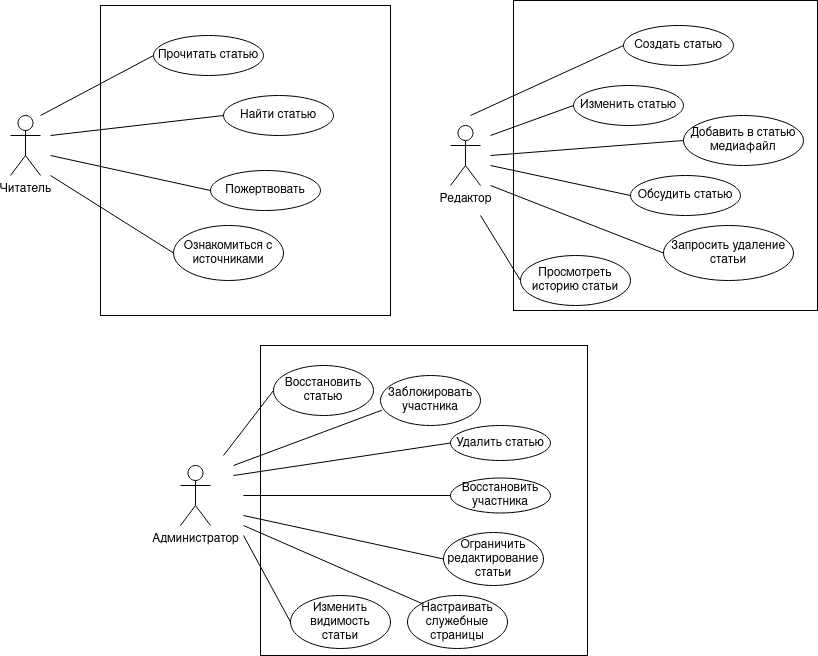 Прочитать статью
Найти статью
Читатель
Пожертвовать
Ознакомиться с
источниками
Создать статью
Изменить статью
Добавить в статью
медиафайл
Редактор
Обсудить статью
Запросить удаление
статьи
Просмотреть
историю статьи
Восстановить
статью
Заблокировать
участника
Удалить статью
Восстановить
участника
Администратор
Ограничить
редактирование
статьи
Изменить
видимость
статьи
Настраивать
служебные
страницы